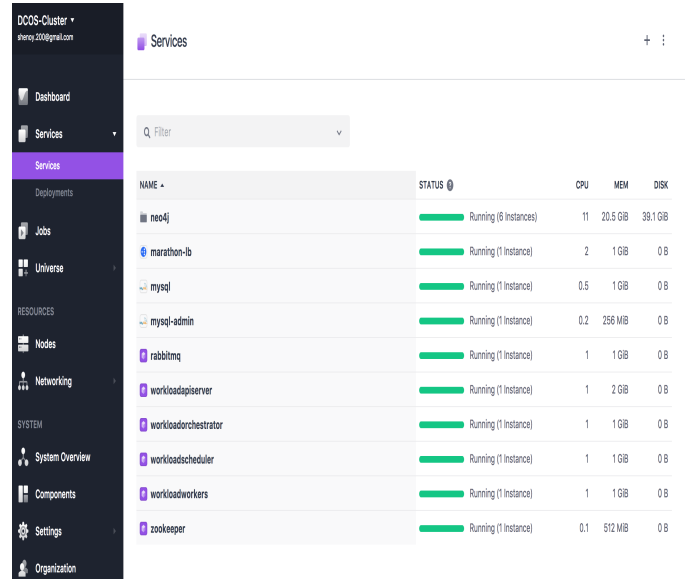 DCOS-Cluster ▾
shenoy.200@gmail.com
Dashboard
Services
Services
Deployments
Jobs
Universe
RESOURCES
Nodes
Networking
SYSTEM
System Overview
Components
Settings
Organization
Services
Filter
NAME STATUS CPU MEM DISK
neo4j Running (6 Instances) 11 20.5 GiB 39.1 GiB
marathon-lb Running (1 Instance) 2 1 GiB 0 B
mysql Running (1 Instance) 0.5 1 GiB 0 B
mysql-admin Running (1 Instance) 0.2 256 MiB 0 B
rabbitmq Running (1 Instance) 1 1 GiB 0 B
workloadapiserver Running (1 Instance) 1 2 GiB 0 B
workloadorchestrator Running (1 Instance) 1 1 GiB 0 B
workloadscheduler Running (1 Instance) 1 1 GiB 0 B
workloadworkers Running (1 Instance) 1 1 GiB 0 B
zookeeper Running (1 Instance) 0.1 512 MiB 0 B